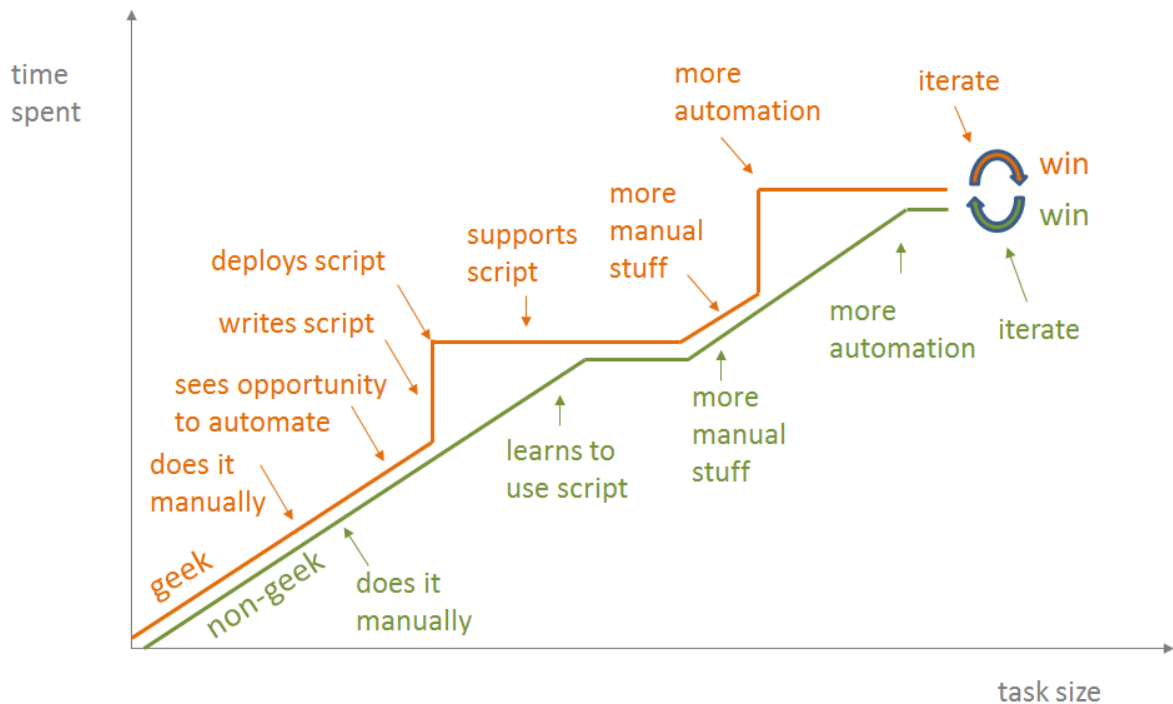 time
spent
more
automation
iterate
win
win
more
manual
stuff
supports
script
deploys script
writes script
sees opportunity
to automate
does it
manually
geek
non-geek
does it
manually
learns to
use script
more
manual
stuff
more
automation
iterate
task size